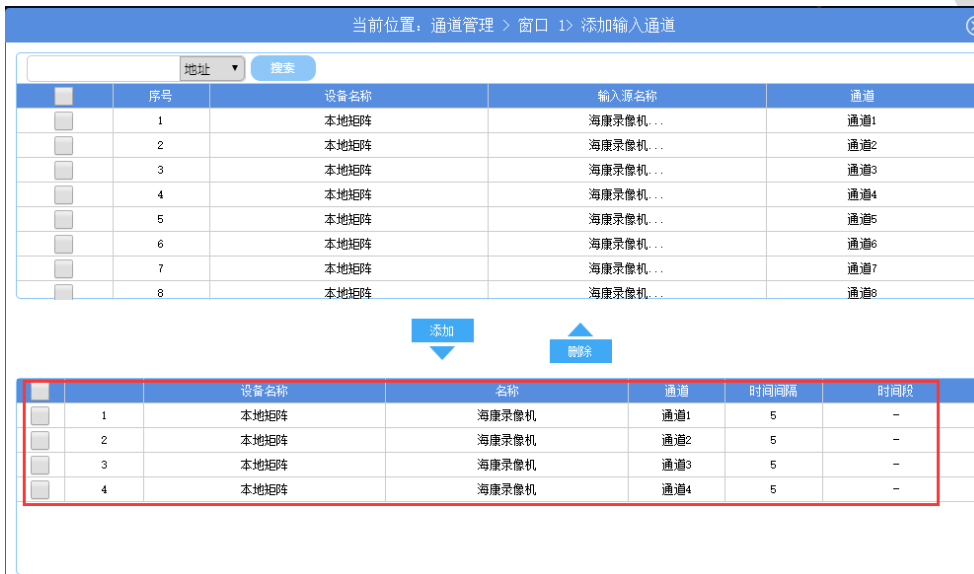 当前位置: 通道管理 > 窗口 1> 添加输入通道
地址 ▼ 搜索
序号 设备名称 输入源名称 通道
1 本地矩阵 海康录像机... 通道1
2 本地矩阵 海康录像机... 通道2
3 本地矩阵 海康录像机... 通道3
4 本地矩阵 海康录像机... 通道4
5 本地矩阵 海康录像机... 通道5
6 本地矩阵 海康录像机... 通道6
7 本地矩阵 海康录像机... 通道7
8 本地矩阵 海康录像机... 通道8
添加 删除
设备名称 名称 通道 时间间隔 时间段
1 本地矩阵 海康录像机 通道1 5 -
2 本地矩阵 海康录像机 通道2 5 -
3 本地矩阵 海康录像机 通道3 5 -
4 本地矩阵 海康录像机 通道4 5 -